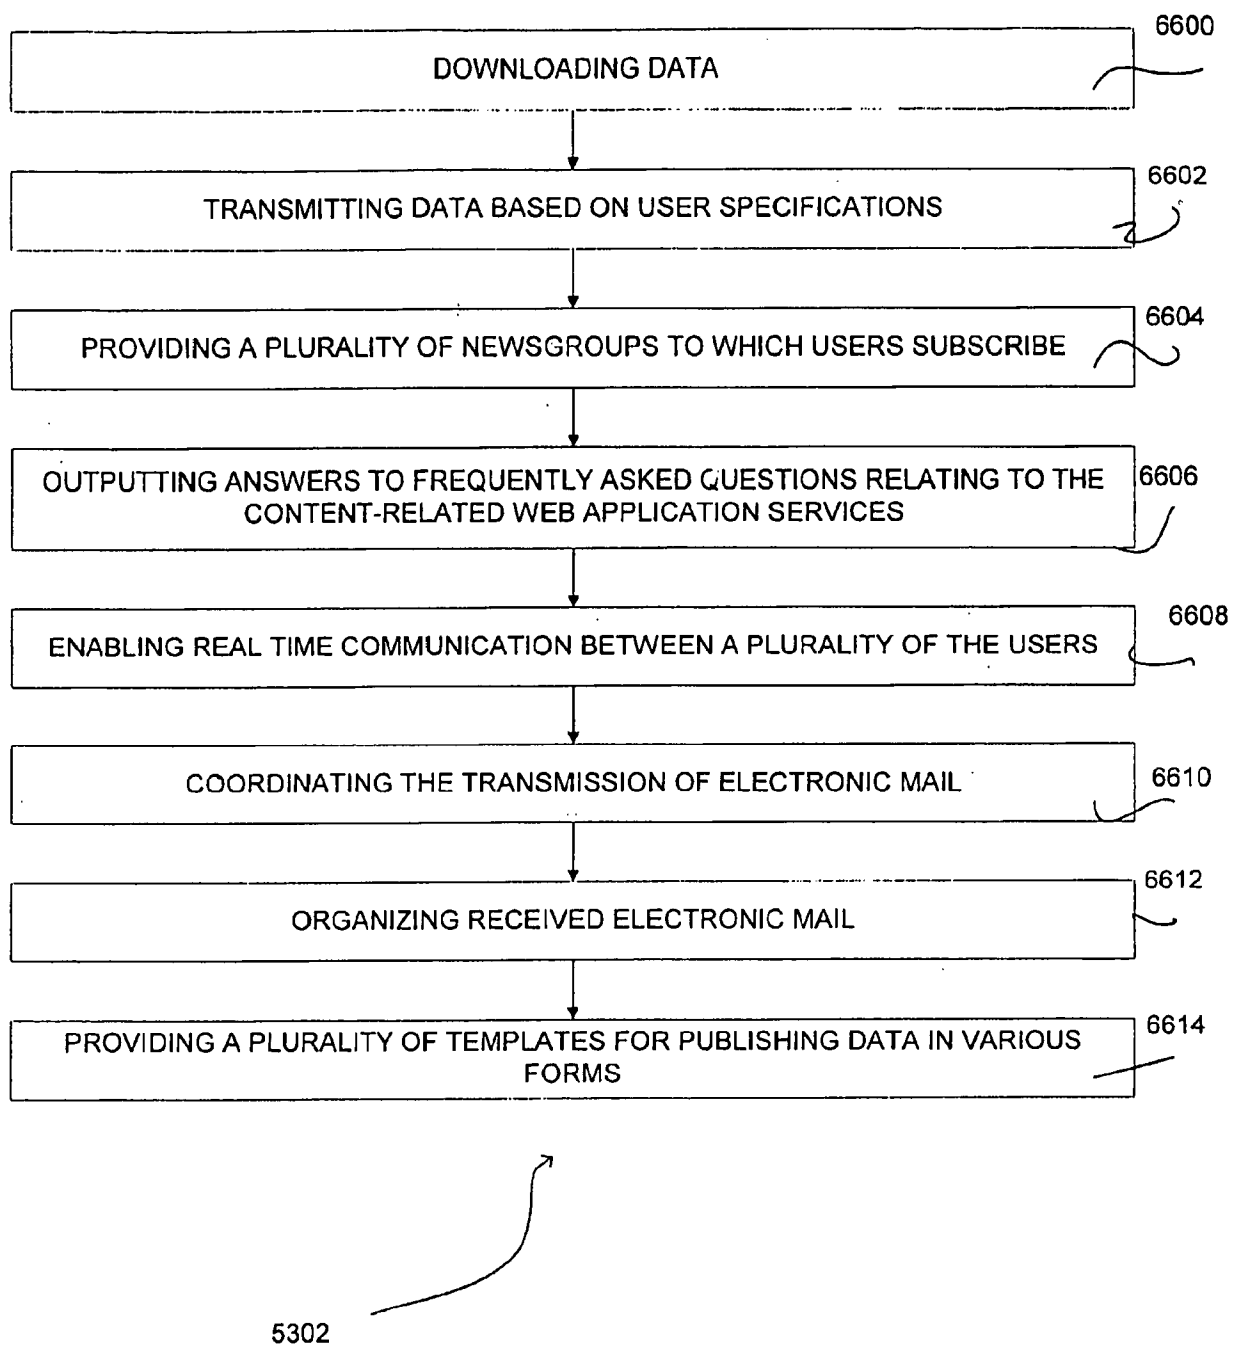 6600
DOWNLOADING DATA
6602
TRANSMITTING DATA BASED ON USER SPECIFICATIONS
6604
PROVIDING A PLURALITY OF NEWSGROUPS TO WHICH USERS SUBSCRIBE
6606
OUTPUTTING ANSWERS TO FREQUENTLY ASKED QUESTIONS RELATING TO THE
CONTENT-RELATED WEB APPLICATION SERVICES
6608
ENABLING REAL TIME COMMUNICATION BETWEEN A PLURALITY OF THE USERS
6610
COORDINATING THE TRANSMISSION OF ELECTRONIC MAIL
6612
ORGANIZING RECEIVED ELECTRONIC MAIL
6614
PROVIDING A PLURALITY OF TEMPLATES FOR PUBLISHING DATA IN VARIOUS
FORMS
5302